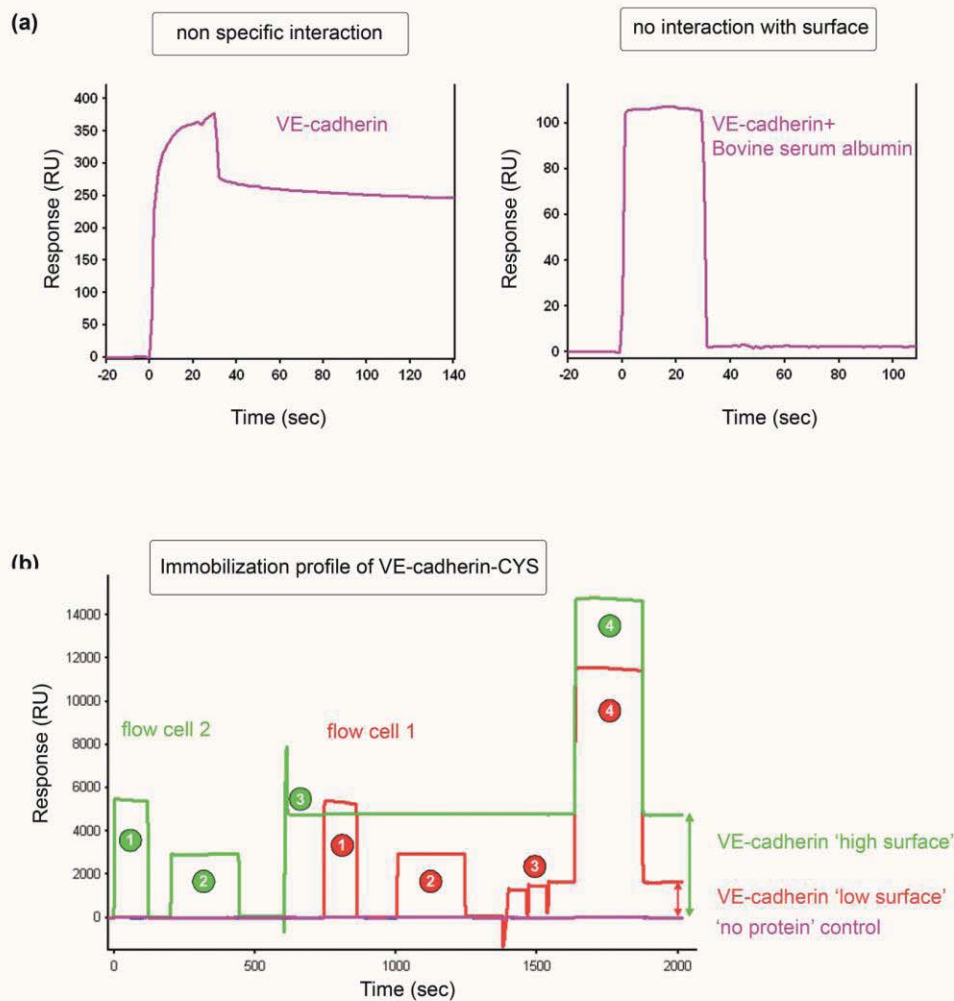 (a)
non specific interaction
no interaction with surface
400
350
300
250
200
150
100
50
0
Response (RU)
VE-cadherin
-20 0 20 40 60 80 100 120 140
Time (sec)
100
80
60
40
20
0
Response (RU)
VE-cadherin+
Bovine serum albumin
-20 0 20 40 60 80 100
Time (sec)
(b)
Immobilization profile of VE-cadherin-CYS
14000
12000
10000
8000
6000
4000
2000
0
Response (RU)
flow cell 2
flow cell 1
1
2
3
1
2
3
4
4
VE-cadherin 'high surface'
VE-cadherin 'low surface'
'no protein' control
0 500 1000 1500 2000
Time (sec)